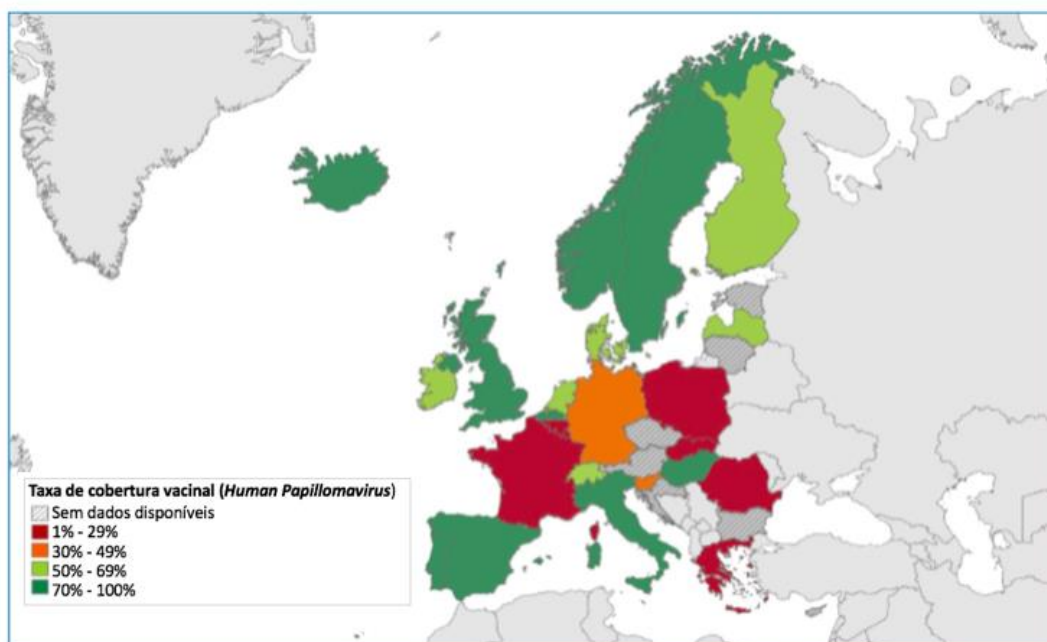 Taxa de cobertura vacinal (Human Papillomavirus)
Sem dados disponíveis
1% - 29%
30% - 49%
50% - 69%
70% - 100%